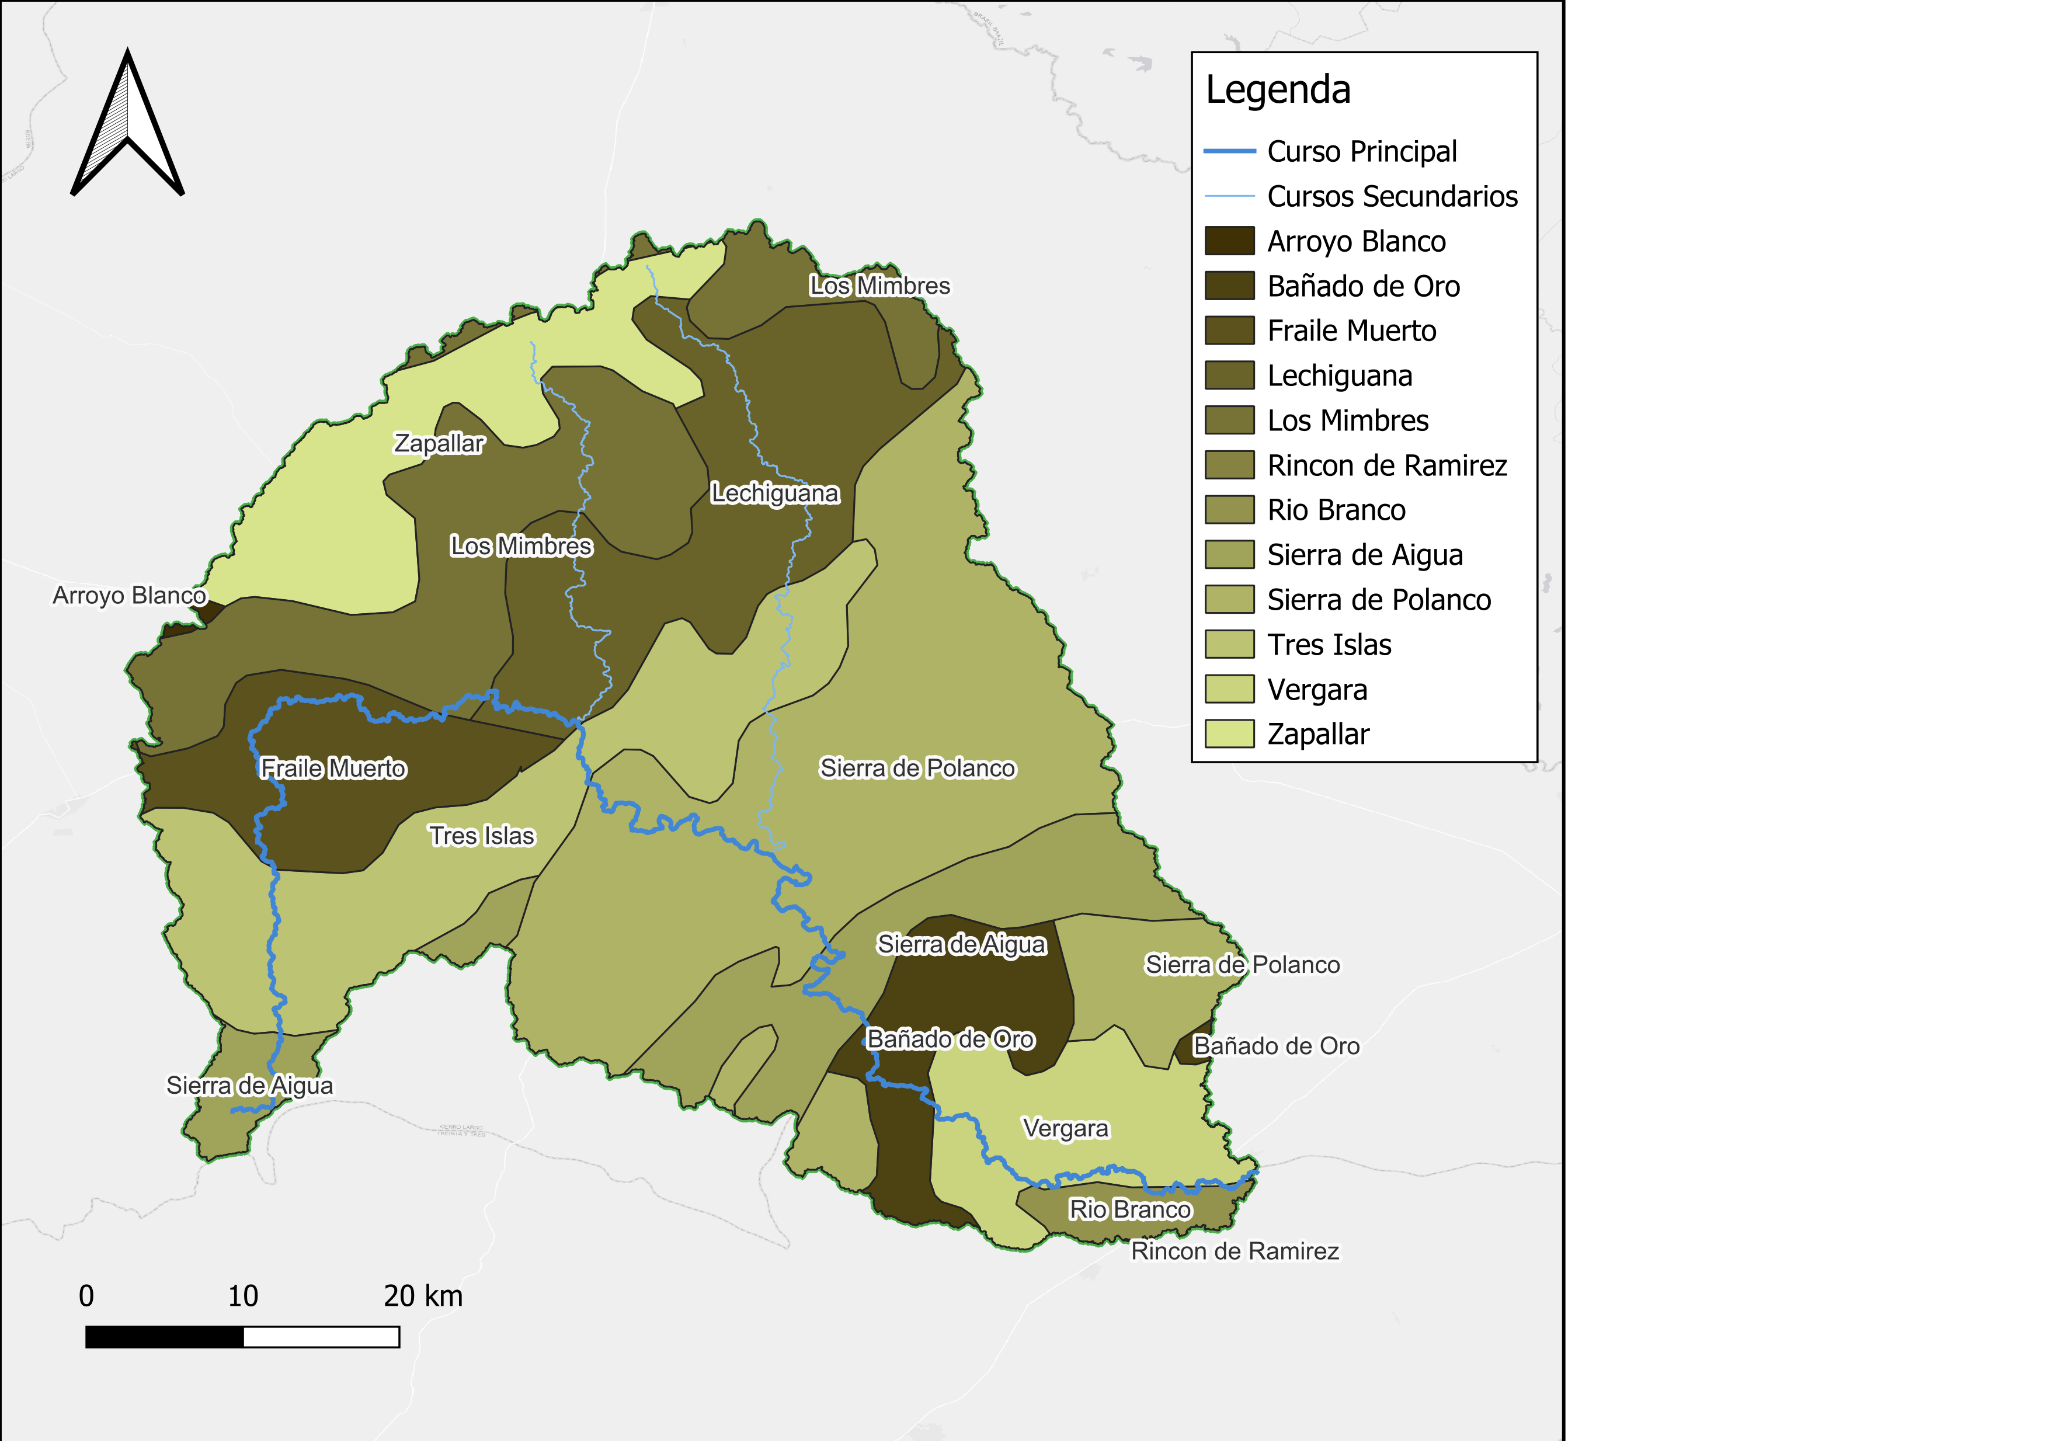 Legenda
Curso Principal
Cursos Secundarios
Arroyo Blanco
Bañado de Oro
Fraile Muerto
Lechiguana
Los Mimbres
Rincon de Ramirez
Rio Branco
Sierra de Aigua
Sierra de Polanco
Tres Islas
Vergara
Zapallar
Los Mimbres
Zapallar
Lechiguana
Los Mimbres
Arroyo Blanco
Fraile Muerto
Sierra de Polanco
Tres Islas
Sierra de Aigua
Sierra de Polanco
Bañado de Oro
Bañado de Oro
Sierra de Aigua
Vergara
Rio Branco
Rincon de Ramirez
0 10 20 km